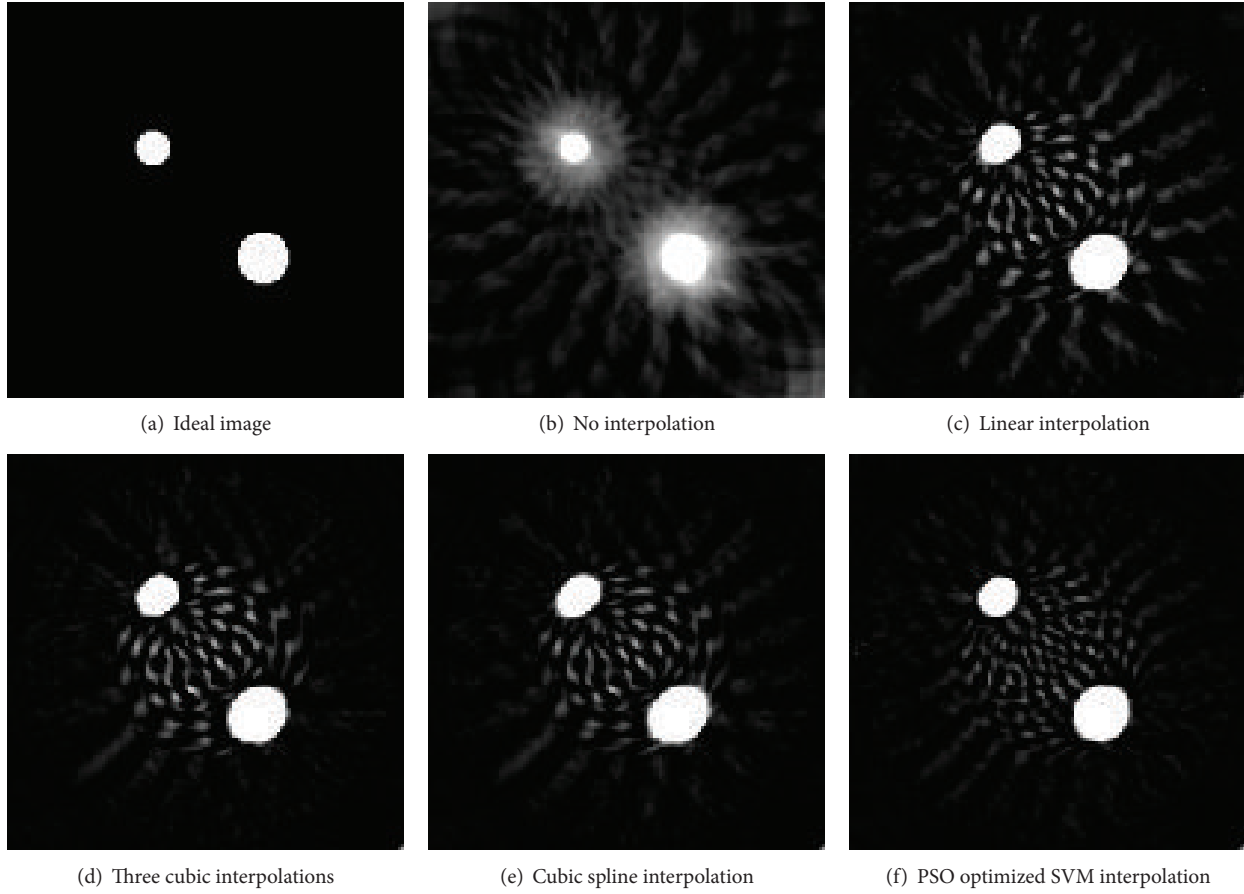 (a) Ideal image
(b) No interpolation
(c) Linear interpolation
(d) Three cubic interpolations
(e) Cubic spline interpolation
(f) PSO optimized SVM interpolation